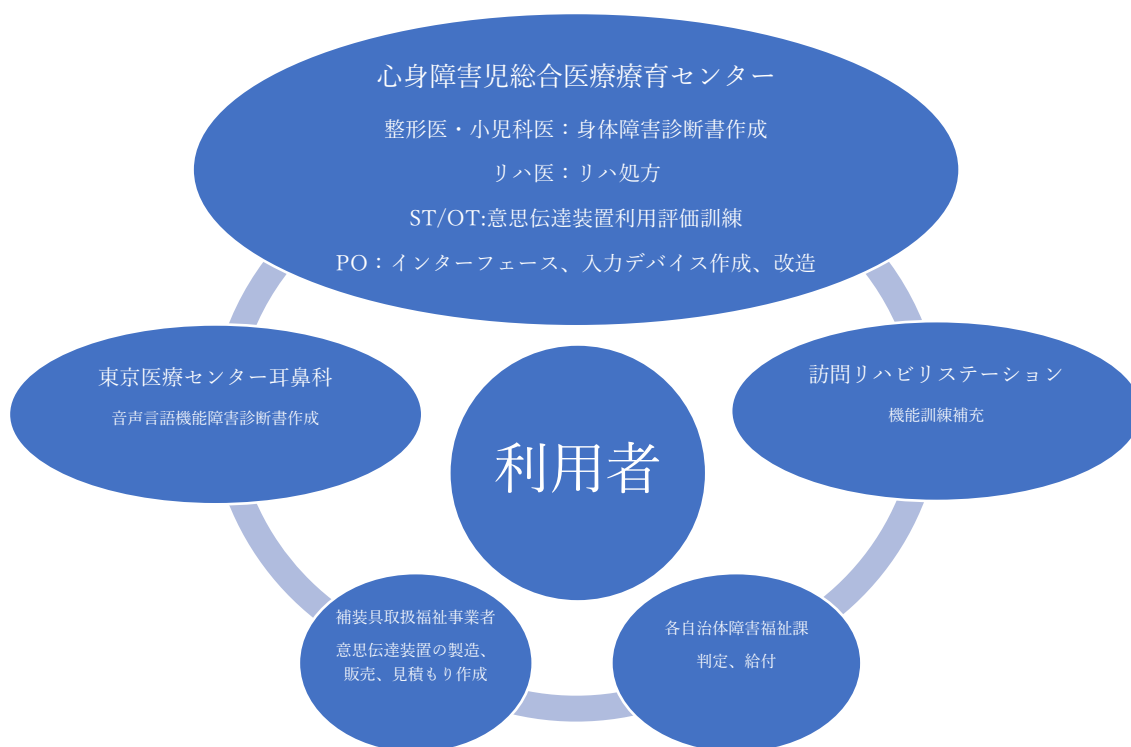 心身障害児総合医療療育センター
整形医・小児科医：身体障害診断書作成
リハ医：リハ処方
ST/OT:意思伝達装置利用評価訓練
PO：インターフェース、入力デバイス作成、改造
東京医療センター耳鼻科
音声言語機能障害診断書作成
訪問リハビリステーション
機能訓練補充
利用者
補装具取扱福祉事業者
意思伝達装置の製造、
販売、見積もり作成
各自治体障害福祉課
判定、給付